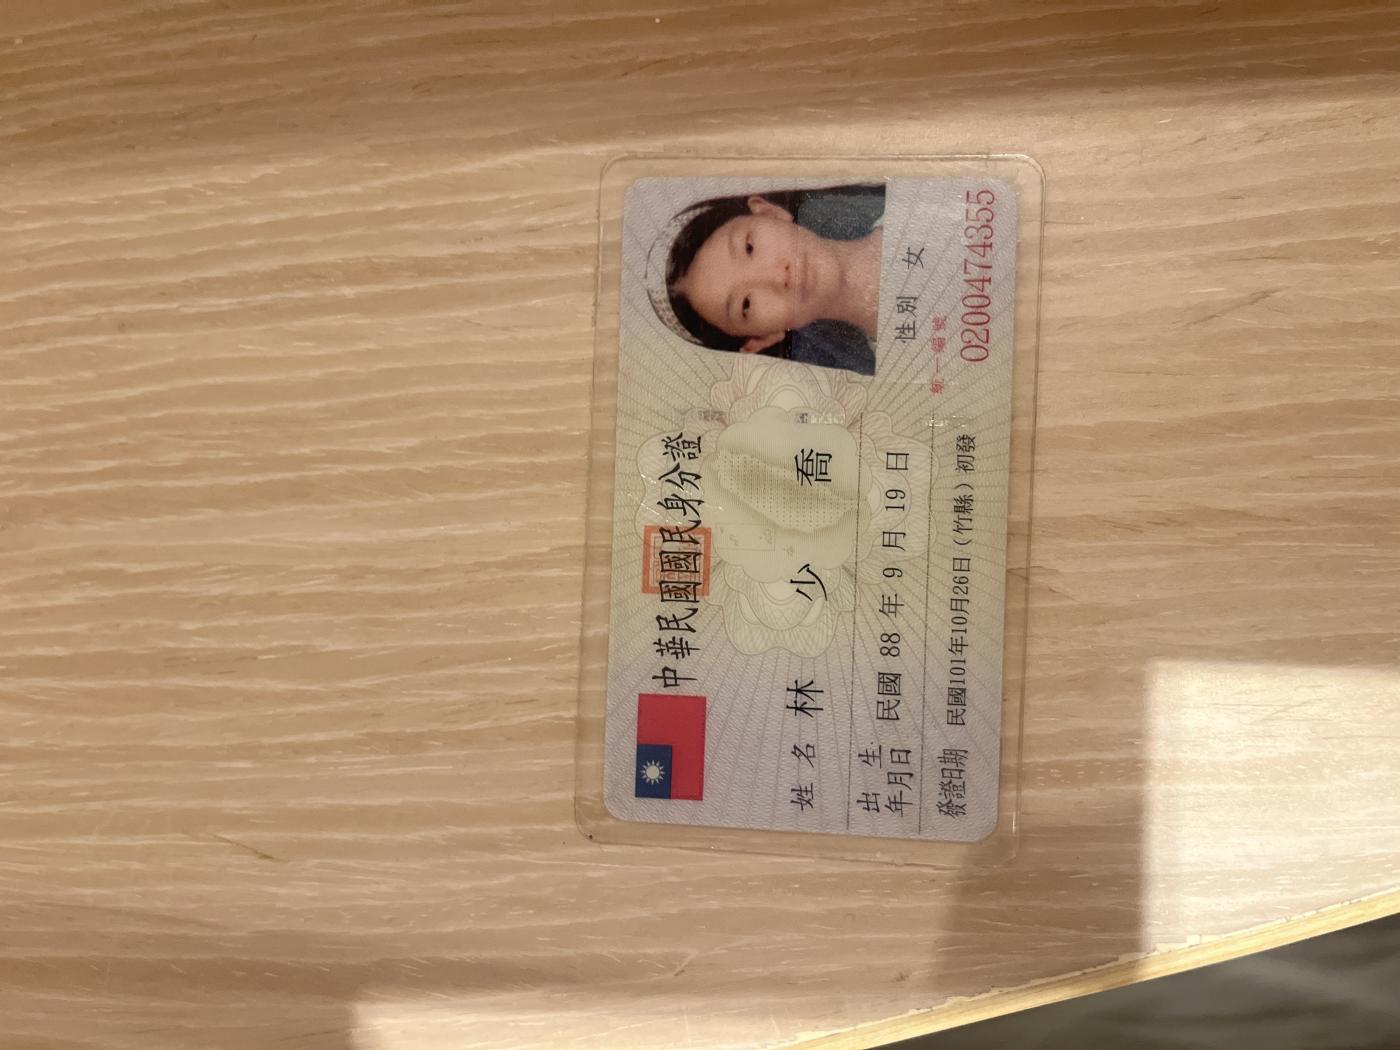 中華民國國民身分證
姓名 林少喬
出生年月日 民國 88 年 9 月 19 日
性別 女
發證日期 民國101年10月26日（竹縣）初發
統一編號
0200474355